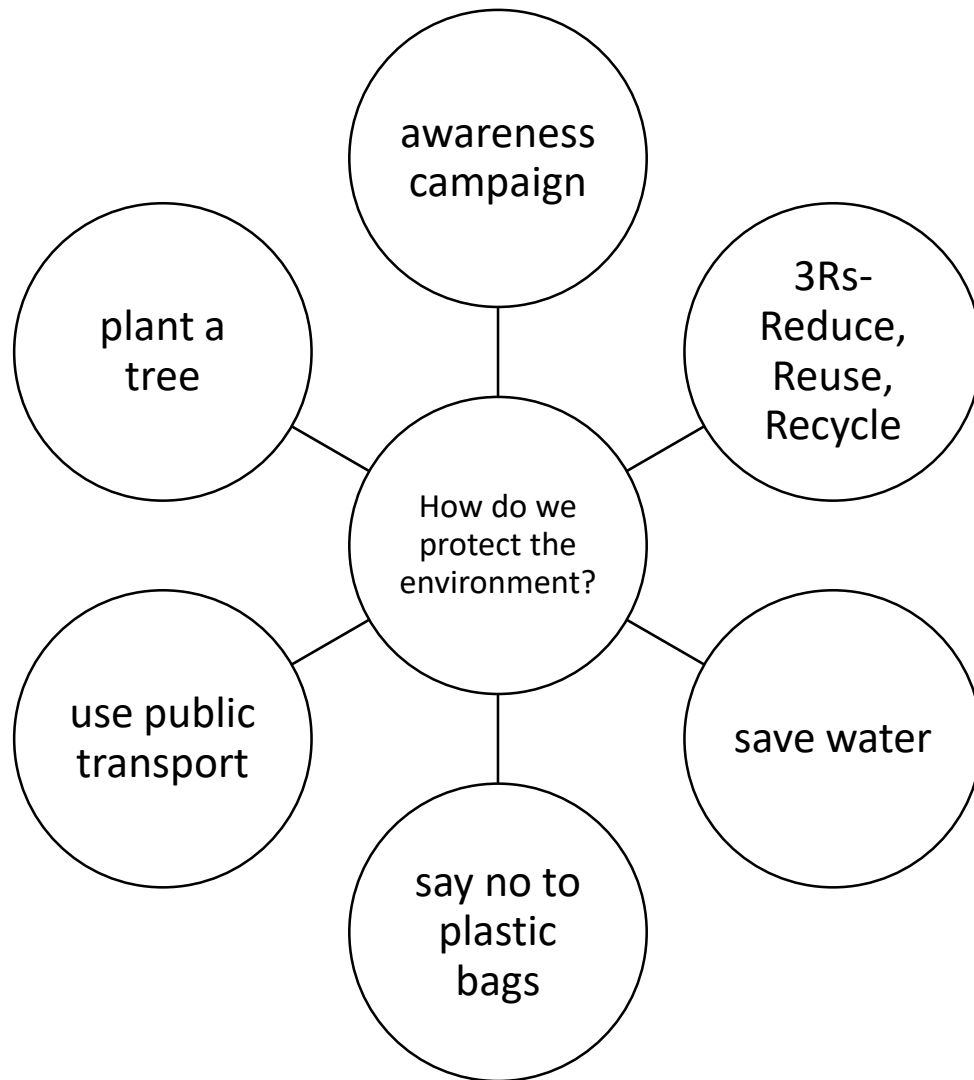 awareness
campaign
3Rs-
Reduce,
Reuse,
Recycle
plant a
tree
How do we
protect the
environment?
use public
transport
save water
say no to
plastic
bags